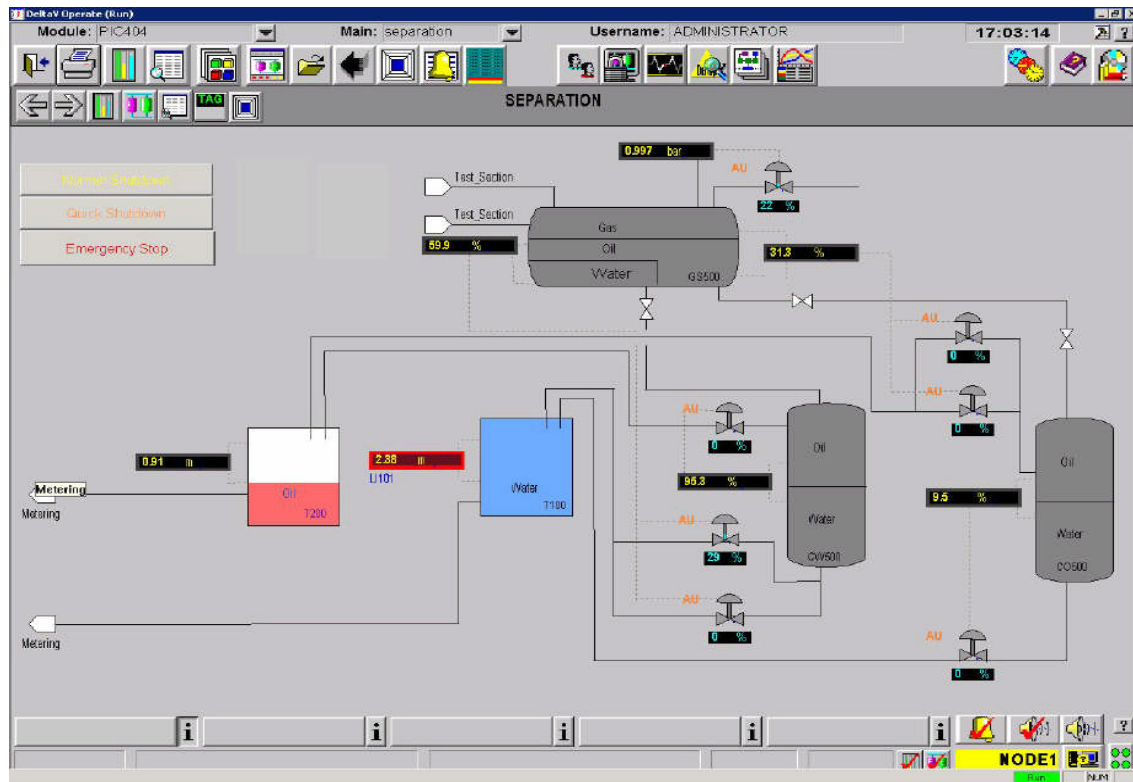 DeltaV Operate (Run)
Module: PIC404 Main: separation Username: ADMINISTRATOR 17:03:14
TAG
SEPARATION
Normal Shutdown
Quick Shutdown
Emergency Stop
0.997 bar
AU
22 %
Test_Section
Test_Section
59.9 %
Gas
Oil
Water
GS500
31.3 %
AU
0 %
AU
0 %
0.91 m
Oil
T200
2.38 m
LI101
Water
T100
AU
0 %
95.3 %
Oil
Water
CW500
AU
29 %
AU
0 %
9.5 %
Oil
Water
CO500
AU
0 %
Metering
Metering
Metering
NODE1
Run NUM